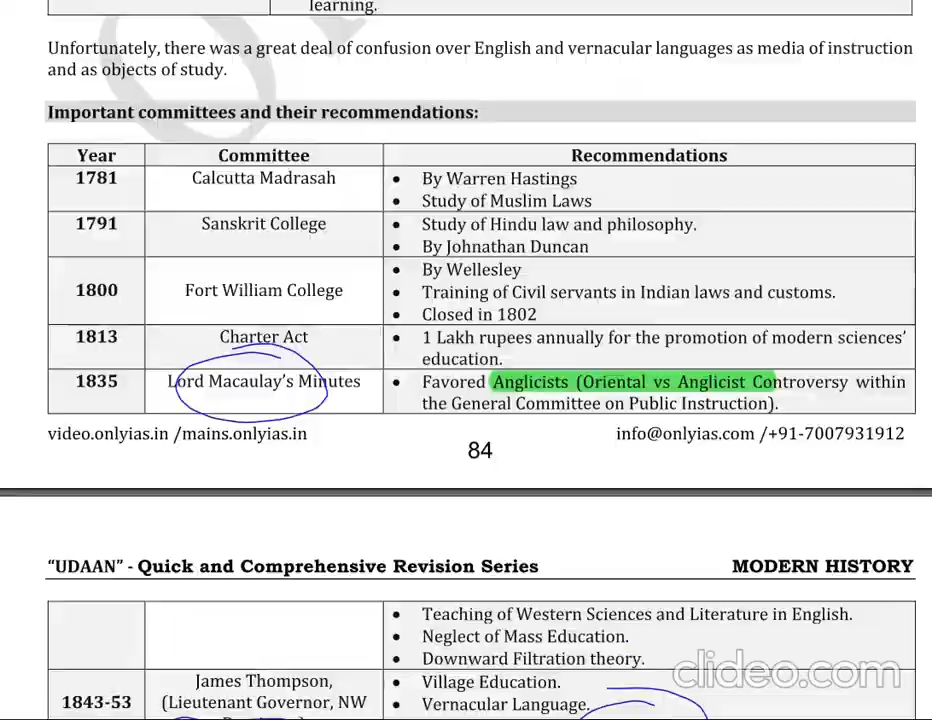 learning.
Unfortunately, there was a great deal of confusion over English and vernacular languages as media of instruction
and as objects of study.
Important committees and their recommendations:
Year Committee Recommendations
1781 Calcutta Madrasah • By Warren Hastings
• Study of Muslim Laws
1791 Sanskrit College • Study of Hindu law and philosophy.
• By Johnathan Duncan
1800 Fort William College • By Wellesley
• Training of Civil servants in Indian laws and customs.
• Closed in 1802
1813 Charter Act • 1 Lakh rupees annually for the promotion of modern sciences’
education.
1835 Lord Macaulay’s Minutes • Favored Anglicists (Oriental vs Anglicist Controversy within
the General Committee on Public Instruction).
video.onlyias.in /mains.onlyias.in info@onlyias.com /+91-7007931912
84
“UDAAN” - Quick and Comprehensive Revision Series MODERN HISTORY
• Teaching of Western Sciences and Literature in English.
• Neglect of Mass Education.
• Downward Filtration theory.
clideo.com
1843-53 James Thompson, • Village Education.
(Lieutenant Governor, NW • Vernacular Language.